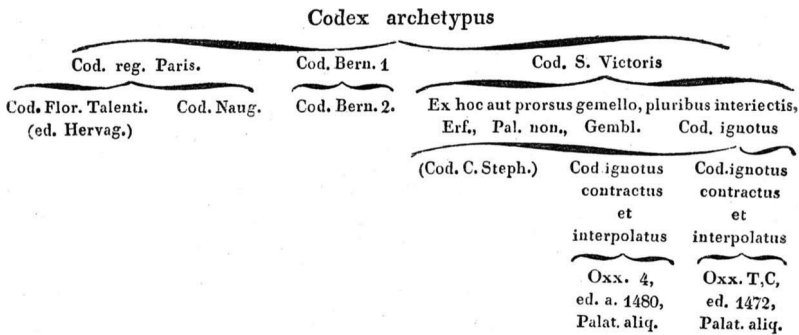 Codex archetypus
Cod. reg. Paris. Cod. Bern. 1 Cod. S. Victoris
Cod. Flor. Talenti. Cod. Naug. Cod. Bern. 2. Ex hoc aut prorsus gemello, pluribus interiectis,
(ed. Hervag.) Erf., Pal. non., Gembl. Cod. ignotus
(Cod. C. Steph.) Cod ignotus Cod.ignotus
contractus contractus
et et
interpolatus interpolatus
Oxx. 4, Oxx. T,C,
ed. a. 1480, ed. 1472,
Palat. aliq. Palat. aliq.